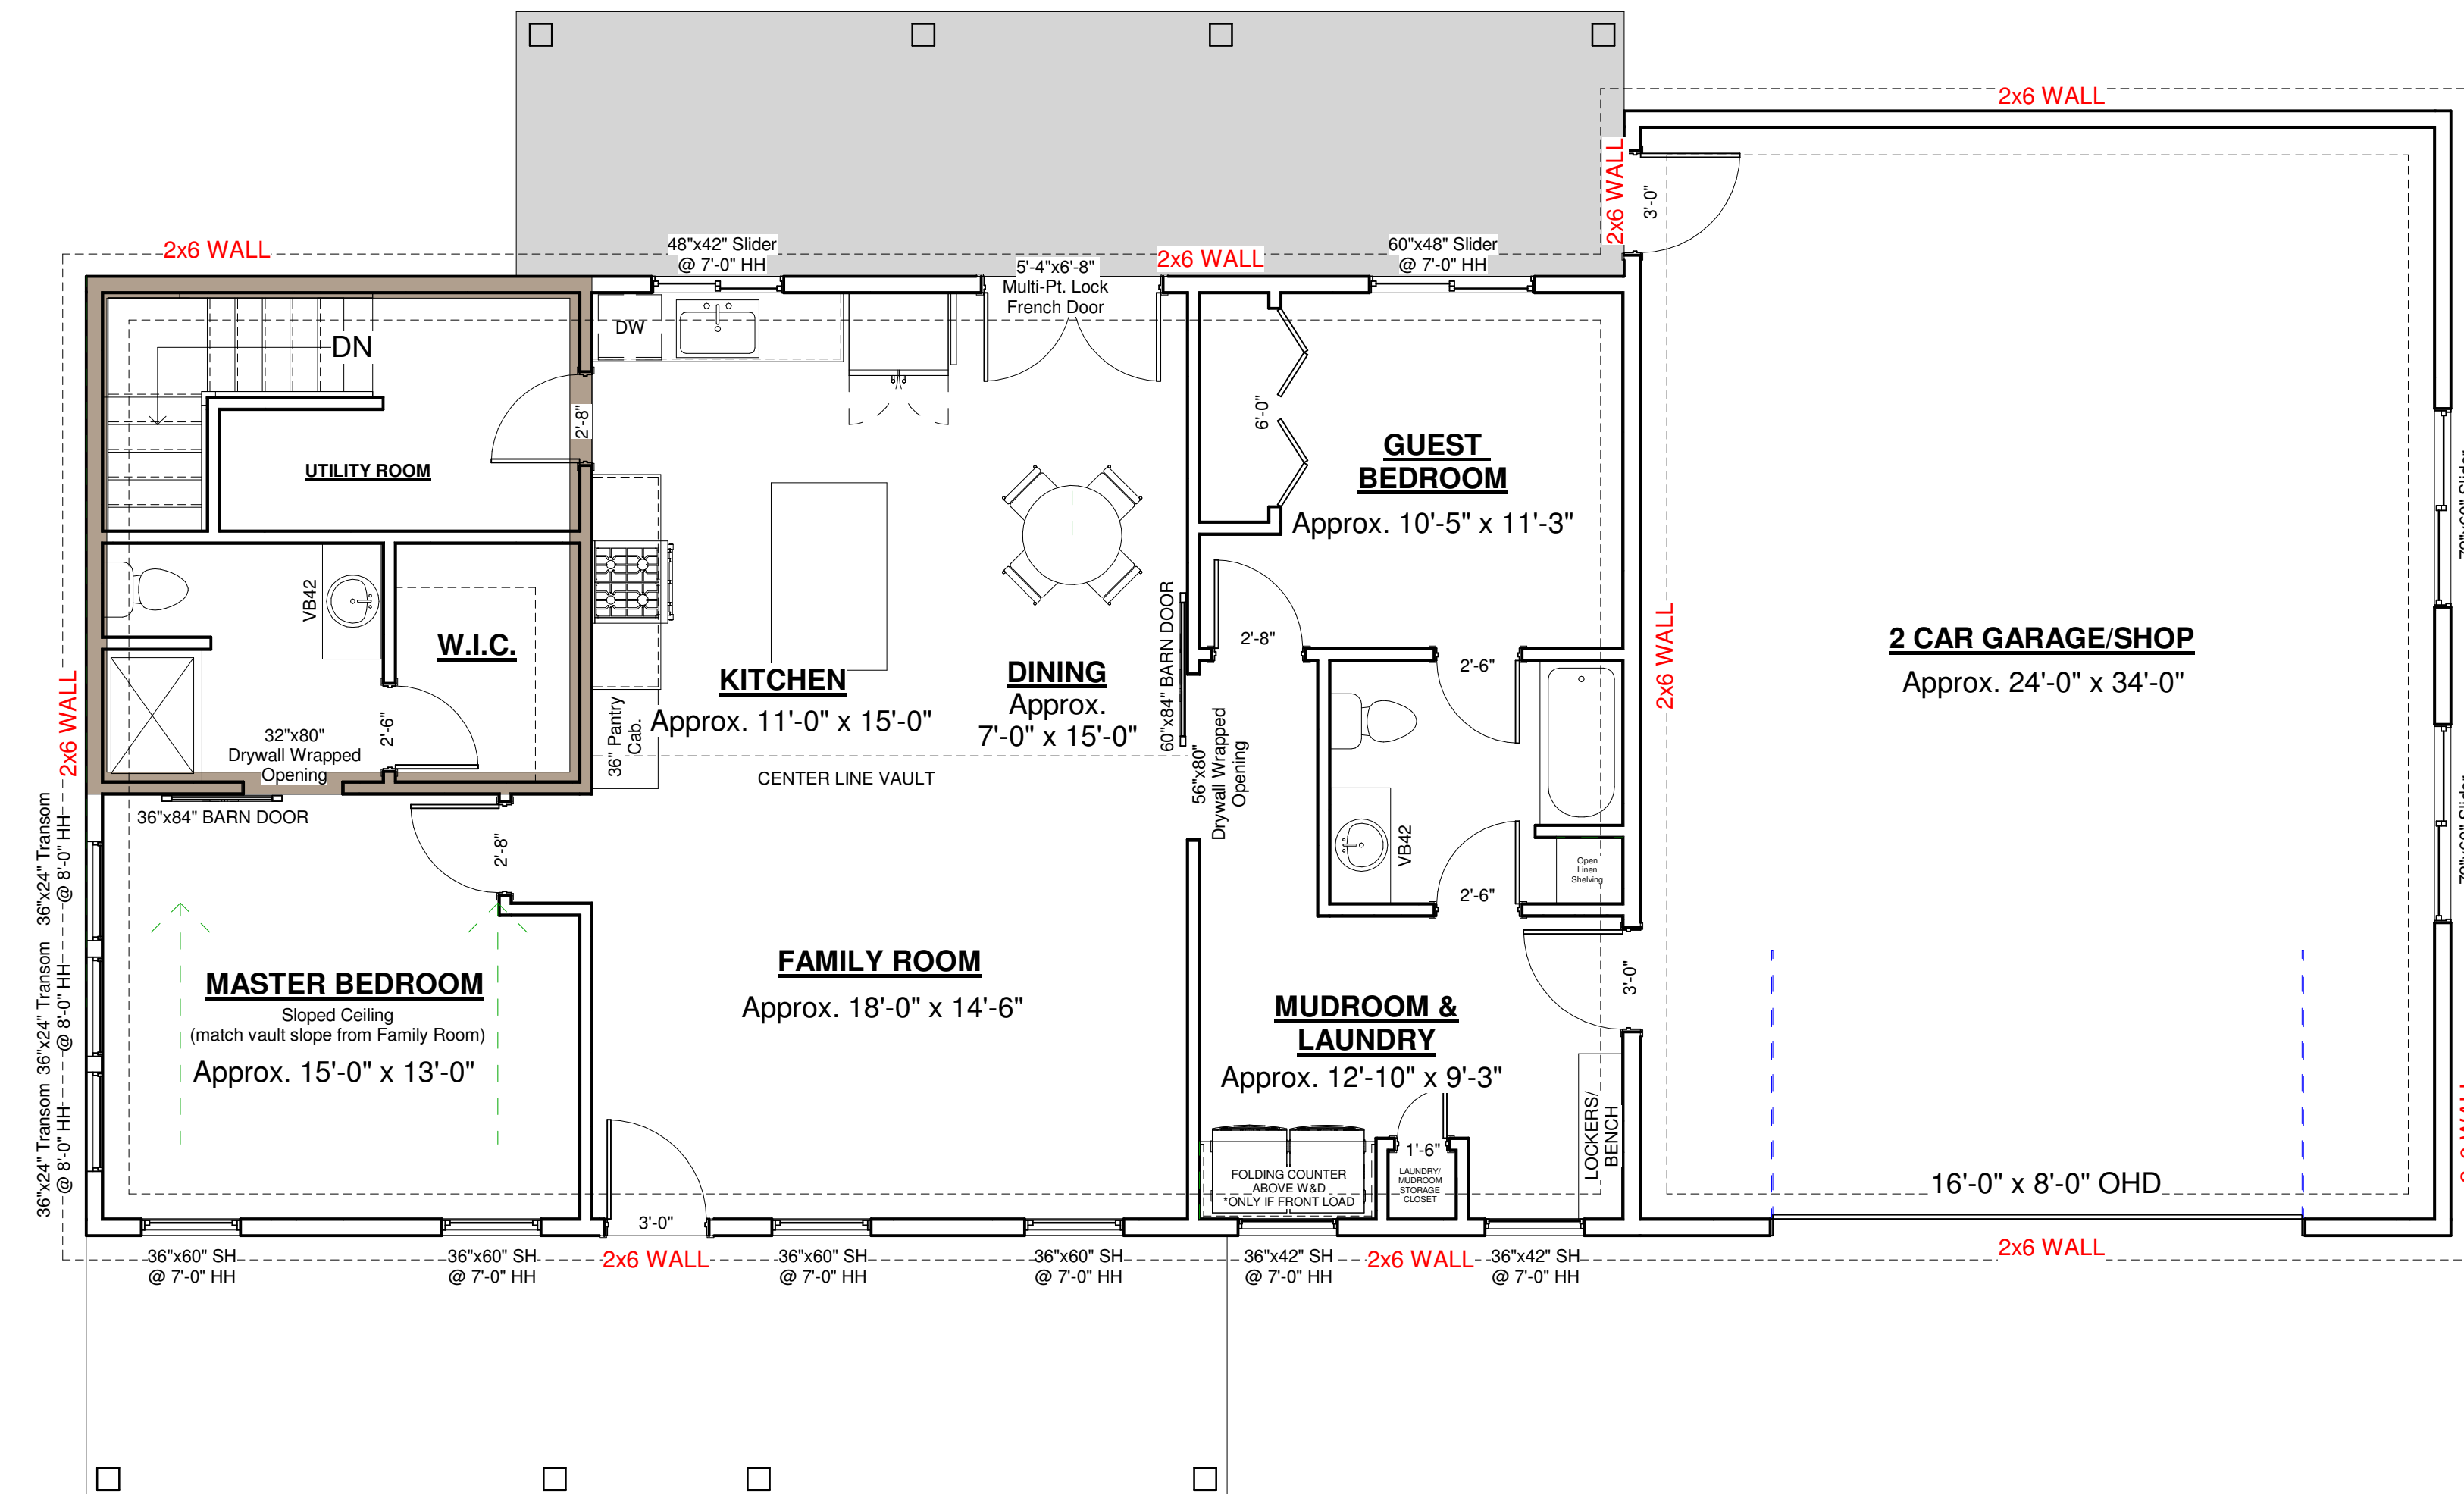 2x6 WALL
2x6 WALL
2x6 WALL
48"x42" Slider
@ 7'-0" HH
5'-4"x6'-8"
Multi-Pt. Lock
French Door
2x6 WALL
60"x48" Slider
@ 7'-0" HH
3'-0"
DN
DW
2'-8"
UTILITY ROOM
6'-0"
GUEST
BEDROOM
Approx. 10'-5" x 11'-3"
VB42
W.I.C.
2'-6"
32"x80"
Drywall Wrapped
Opening
36"x84" BARN DOOR
KITCHEN
Approx. 11'-0" x 15'-0"
36" Pantry
Cab.
CENTER LINE VAULT
DINING
Approx.
7'-0" x 15'-0"
60"x84" BARN DOOR
56"x80"
Drywall Wrapped
Opening
2'-8"
2'-6"
2x6 WALL
2 CAR GARAGE/SHOP
Approx. 24'-0" x 34'-0"
2x6 WALL
36"x24" Transom
@ 8'-0" HH
36"x24" Transom
@ 8'-0" HH
36"x24" Transom
@ 8'-0" HH
2'-8"
VB42
2'-6"
Open
Linen
Shelving
MASTER BEDROOM
Sloped Ceiling
(match vault slope from Family Room)
Approx. 15'-0" x 13'-0"
FAMILY ROOM
Approx. 18'-0" x 14'-6"
MUDROOM &
LAUNDRY
Approx. 12'-10" x 9'-3"
3'-0"
LOCKERS/
BENCH
1'-6"
LAUNDRY/
MUDROOM
STORAGE
CLOSET
FOLDING COUNTER
ABOVE W&D
*ONLY IF FRONT LOAD
16'-0" x 8'-0" OHD
3'-0"
36"x60" SH
@ 7'-0" HH
36"x60" SH
@ 7'-0" HH
2x6 WALL
36"x60" SH
@ 7'-0" HH
36"x60" SH
@ 7'-0" HH
36"x42" SH
@ 7'-0" HH
2x6 WALL
36"x42" SH
@ 7'-0" HH
2x6 WALL